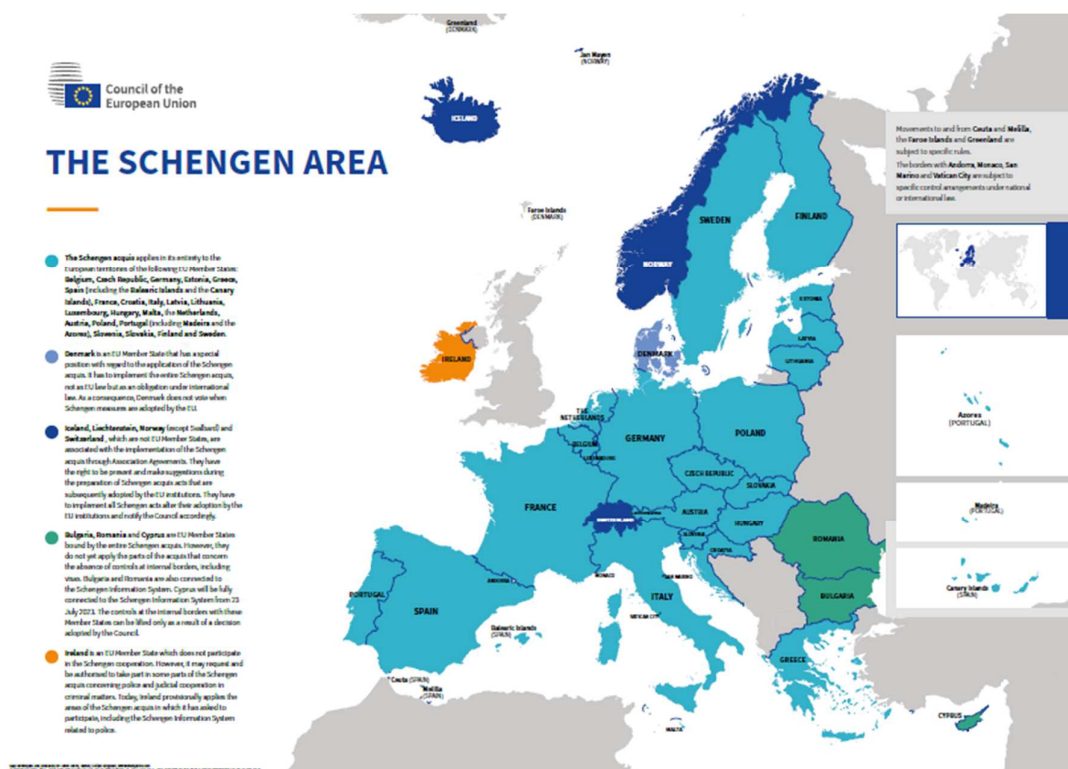 Council of the
European Union
THE SCHENGEN AREA
The Schengen acquis applies in its entirety to the
European territories of the following EU Member States:
Belgium, Czech Republic, Germany, Estonia, Greece,
Spain (including the Balearic Islands and the Canary
Islands), France, Croatia, Italy, Latvia, Lithuania,
Luxembourg, Hungary, Malta, the Netherlands,
Austria, Poland, Portugal (including Madeira and the
Azores), Slovenia, Slovakia, Finland and Sweden.
Denmark is an EU Member State that has a special
position with regard to the application of the Schengen
acquis. It has to implement the entire Schengen acquis,
not as EU law but as an obligation under international
law. As a consequence, Denmark does not vote when
Schengen measures are adopted by the EU.
Iceland, Liechtenstein, Norway (except Svalbard) and
Switzerland, which are not EU Member States, are
associated with the implementation of the Schengen
acquis through Association Agreements. They have
the right to be present and make suggestions during
the preparation of Schengen acquis acts that are
subsequently adopted by the EU institutions. They have
to implement all Schengen acts after their adoption by the
EU institutions and notify the Council accordingly.
Bulgaria, Romania and Cyprus are EU Member States
bound by the entire Schengen acquis. However, they
do not yet apply the parts of the acquis that concern
the absence of controls at internal borders, including
visas. Bulgaria and Romania are also connected to
the Schengen Information System. Cyprus will be fully
connected to the Schengen Information System from 23
July 2023. The controls at the internal borders with these
Member States can be lifted only as a result of a decision
adopted by the Council.
Ireland is an EU Member State which does not participate
in the Schengen cooperation. However, it may request and
be authorised to take part in some parts of the Schengen
acquis concerning police and judicial cooperation in
criminal matters. Today, Ireland provisionally applies the
areas of the Schengen acquis in which it has asked to
participate, including the Schengen Information System
related to police.
Greenland
(DENMARK)
Jan Mayen
(NORWAY)
ICELAND
Faroe Islands
(DENMARK)
SWEDEN
FINLAND
NORWAY
ESTONIA
LATVIA
LITHUANIA
DENMARK
IRELAND
THE
NETHERLANDS
BELGIUM
LUXEMBOURG
GERMANY
POLAND
CZECH REPUBLIC
SLOVAKIA
FRANCE
SWITZERLAND
AUSTRIA
HUNGARY
SLOVENIA
CROATIA
ROMANIA
BULGARIA
MONACO
SAN MARINO
ANDORRA
ITALY
VATICAN CITY
PORTUGAL
SPAIN
Balearic Islands
(SPAIN)
GREECE
Ceuta (SPAIN)
Melilla
(SPAIN)
MALTA
CYPRUS
Movements to and from Ceuta and Melilla,
the Faroe Islands and Greenland are
subject to specific rules.
The borders with Andorra, Monaco, San
Marino and Vatican City are subject to
specific control arrangements under national
or international law.
Azores
(PORTUGAL)
Madeira
(PORTUGAL)
Canary Islands
(SPAIN)